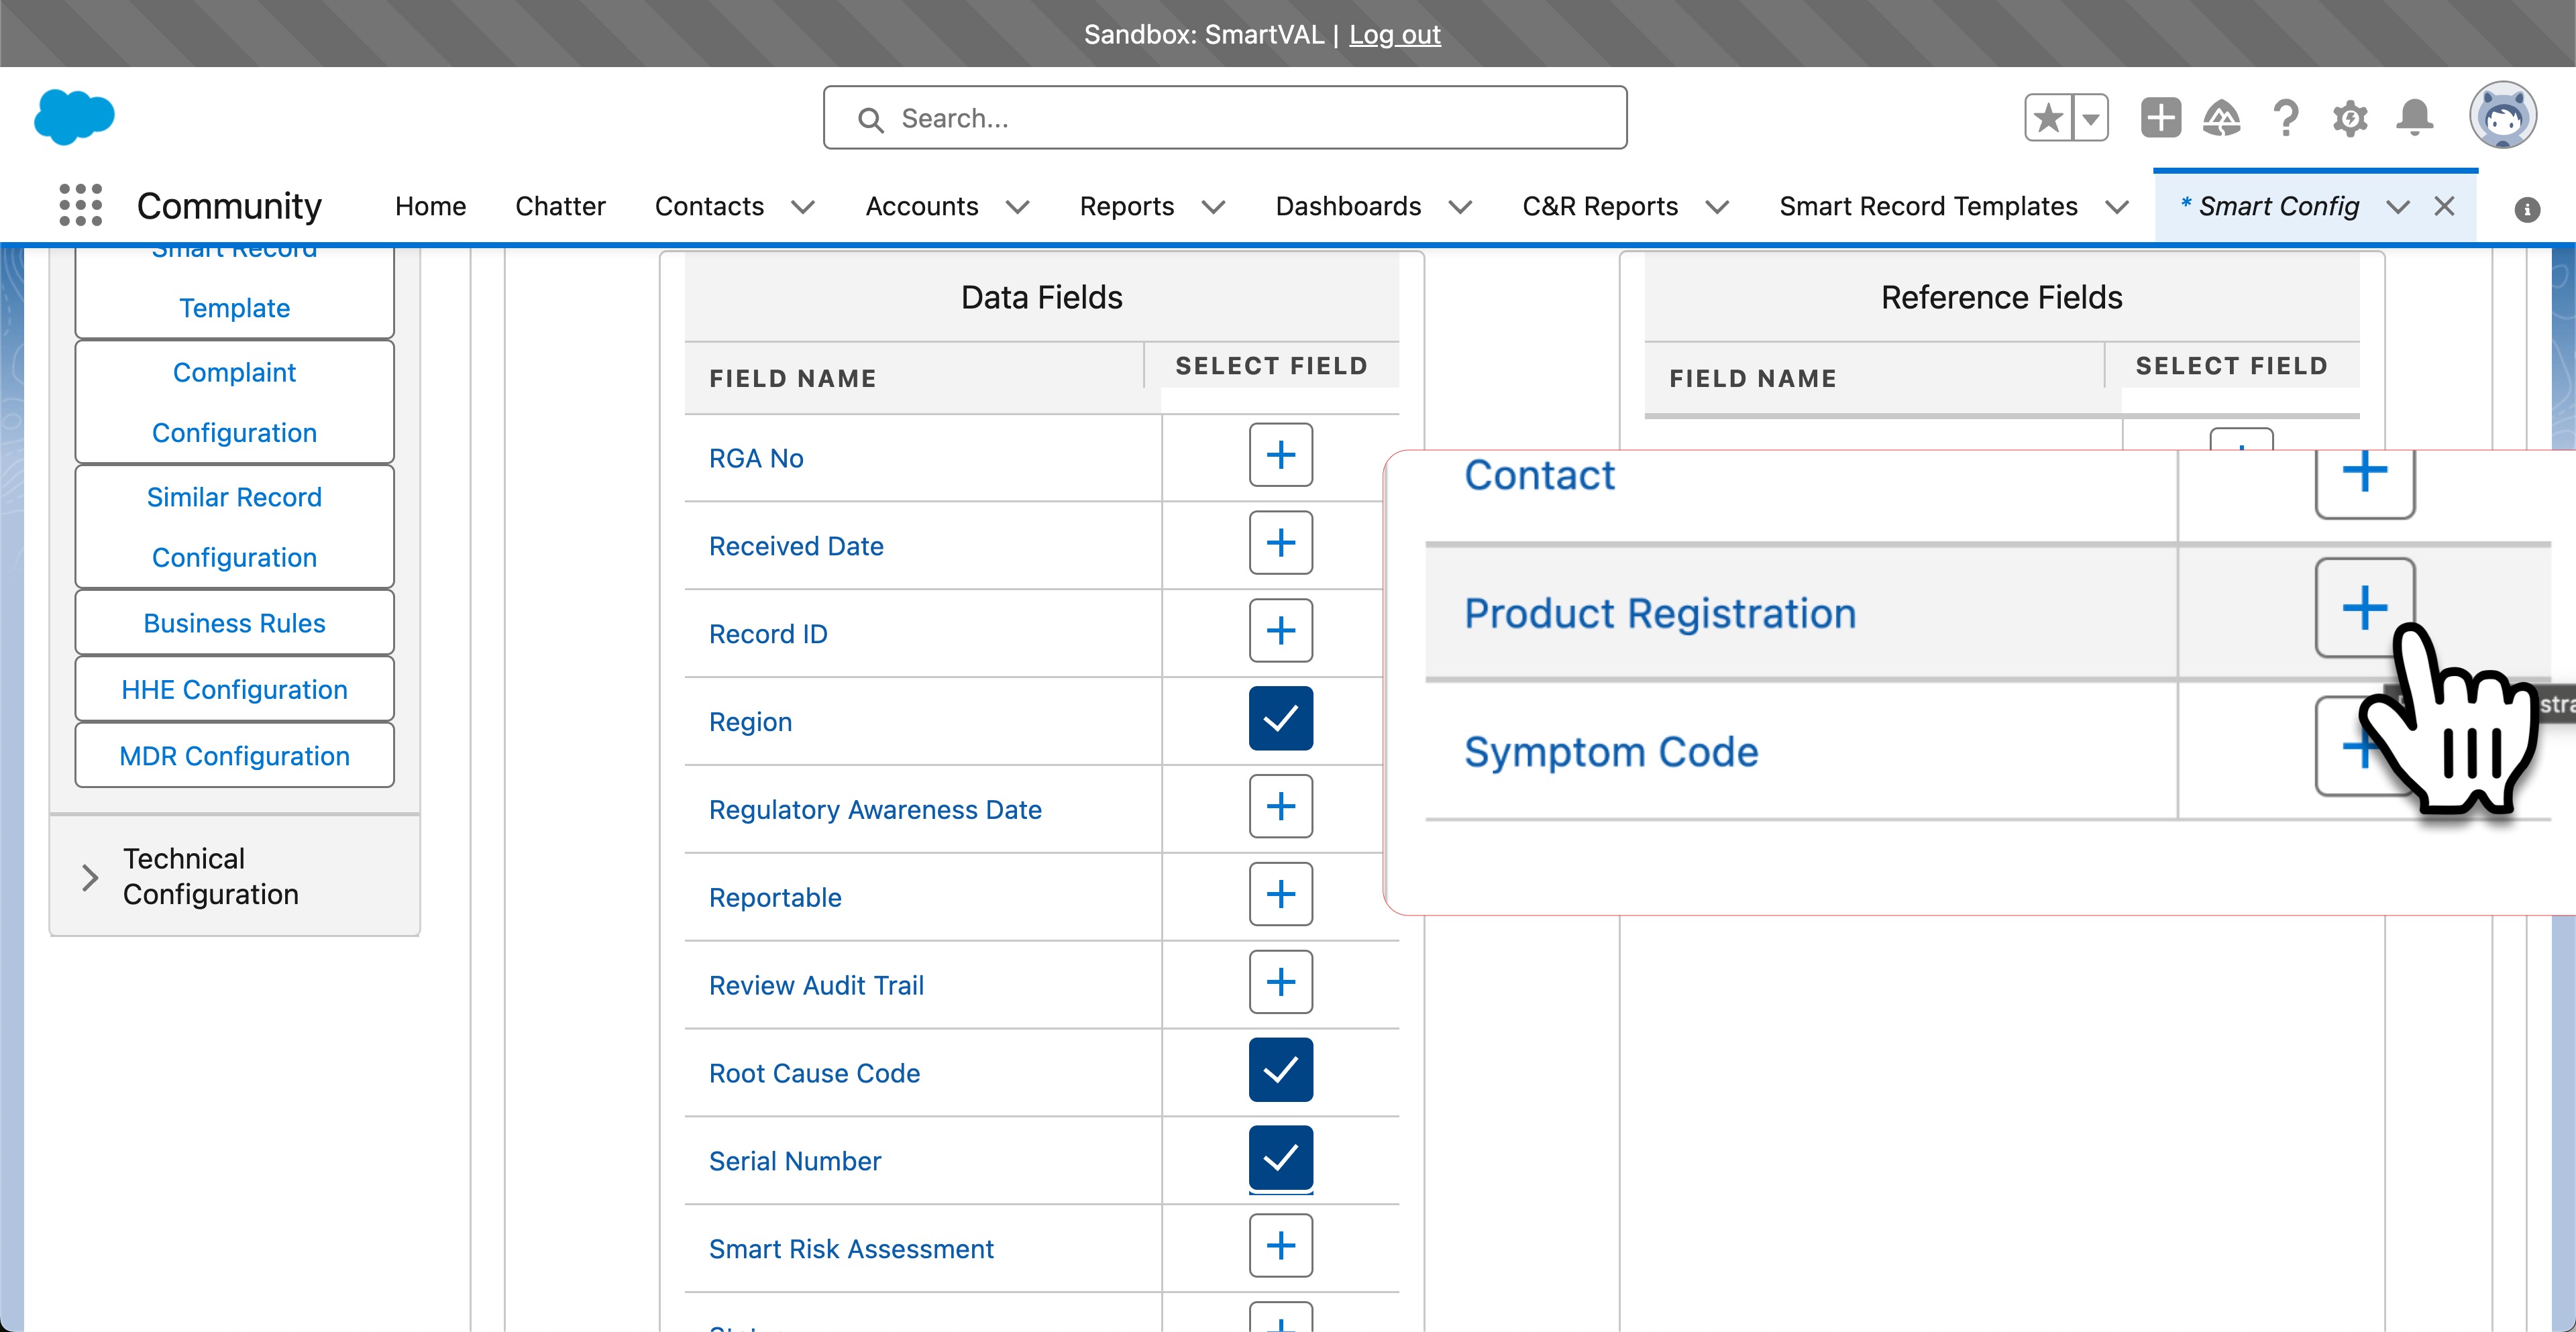 Sandbox: SmartVAL | Log out
Search...
Community
Home
Chatter
Contacts
Accounts
Reports
Dashboards
C&R Reports
Smart Record Templates
* Smart Config
Smart Record
Template
Complaint
Configuration
Similar Record
Configuration
Business Rules
HHE Configuration
MDR Configuration
Technical
Configuration
Data Fields
FIELD NAME
SELECT FIELD
RGA No
Received Date
Record ID
Region
Regulatory Awareness Date
Reportable
Review Audit Trail
Root Cause Code
Serial Number
Smart Risk Assessment
Reference Fields
FIELD NAME
SELECT FIELD
Contact
Product Registration
Symptom Code